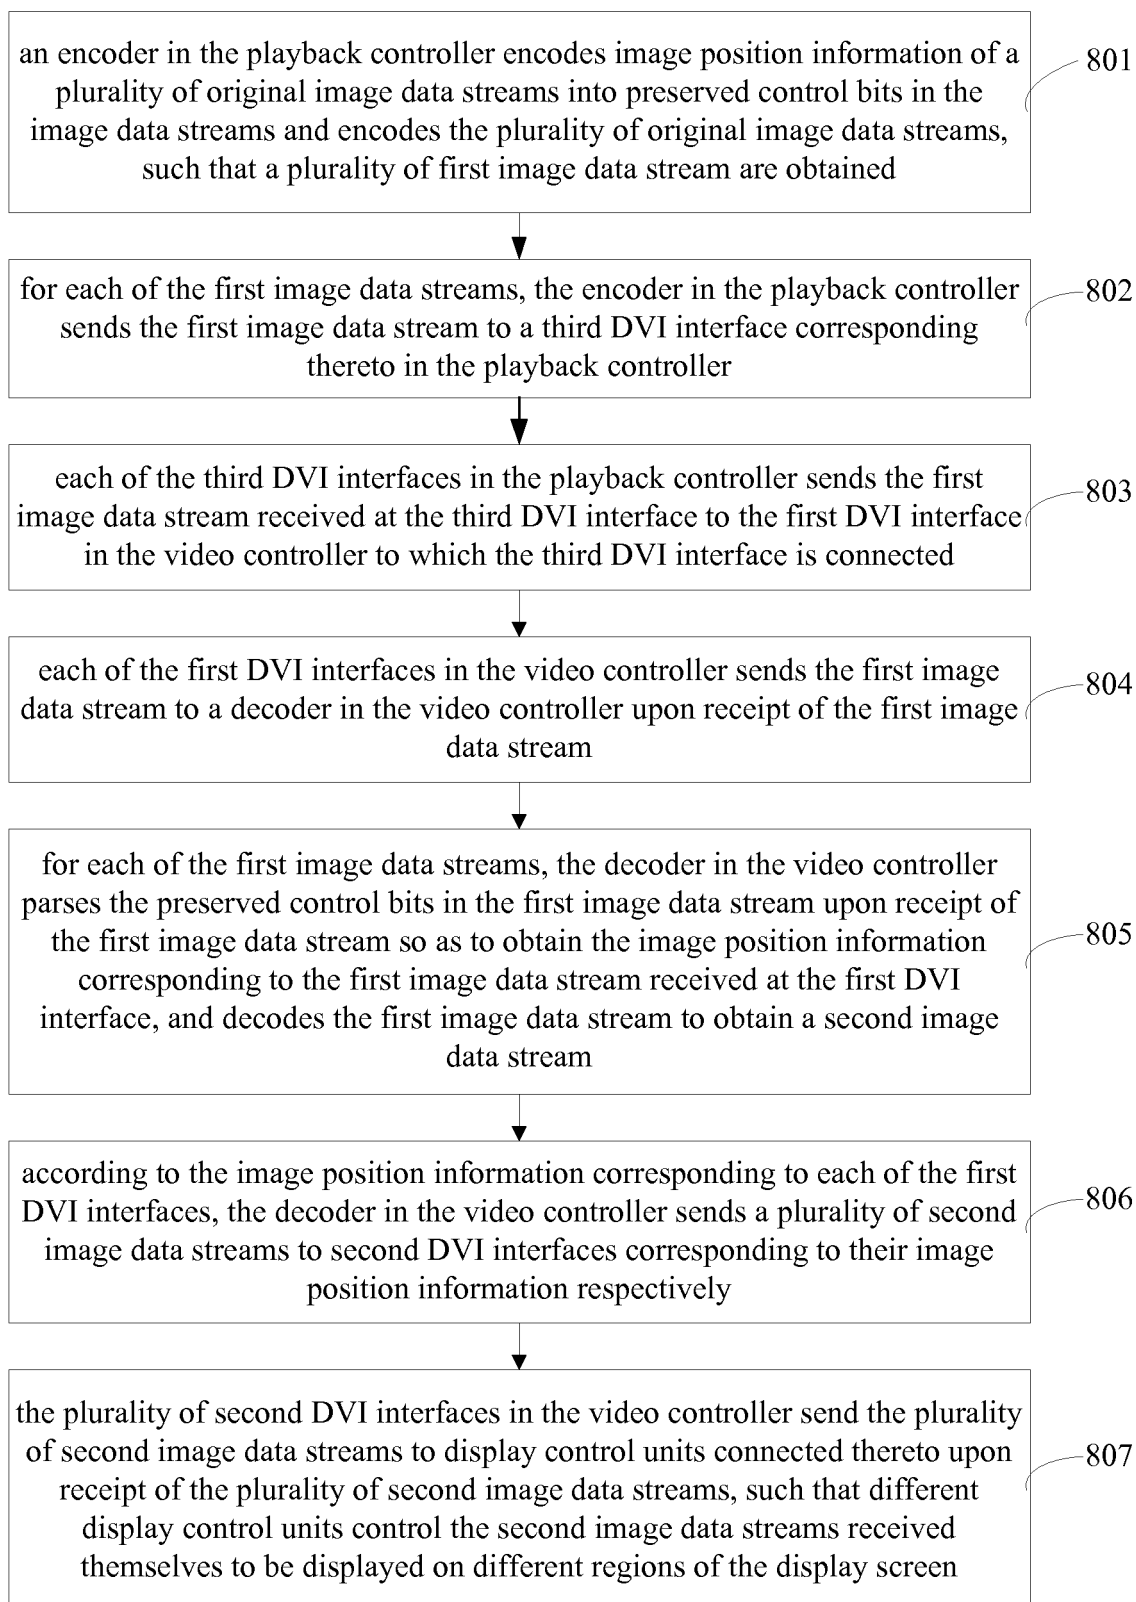 an encoder in the playback controller encodes image position information of a
plurality of original image data streams into preserved control bits in the
image data streams and encodes the plurality of original image data streams,
such that a plurality of first image data stream are obtained
801
for each of the first image data streams, the encoder in the playback controller
sends the first image data stream to a third DVI interface corresponding
thereto in the playback controller
802
each of the third DVI interfaces in the playback controller sends the first
image data stream received at the third DVI interface to the first DVI interface
in the video controller to which the third DVI interface is connected
803
each of the first DVI interfaces in the video controller sends the first image
data stream to a decoder in the video controller upon receipt of the first image
data stream
804
for each of the first image data streams, the decoder in the video controller
parses the preserved control bits in the first image data stream upon receipt of
the first image data stream so as to obtain the image position information
corresponding to the first image data stream received at the first DVI
interface, and decodes the first image data stream to obtain a second image
data stream
805
according to the image position information corresponding to each of the first
DVI interfaces, the decoder in the video controller sends a plurality of second
image data streams to second DVI interfaces corresponding to their image
position information respectively
806
the plurality of second DVI interfaces in the video controller send the plurality
of second image data streams to display control units connected thereto upon
receipt of the plurality of second image data streams, such that different
display control units control the second image data streams received
themselves to be displayed on different regions of the display screen
807